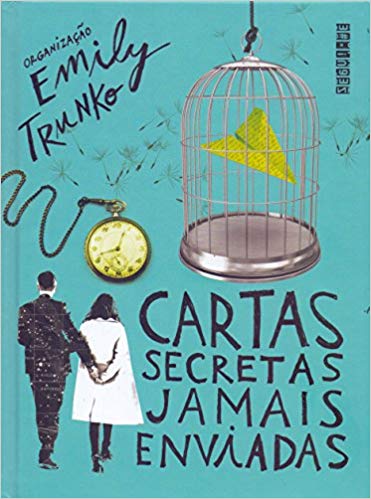 ORGANIZAÇÃO
Emily
TRUNKO
SEGUINTE
CARTAS
SECRETAS
JAMAIS
ENVIADAS